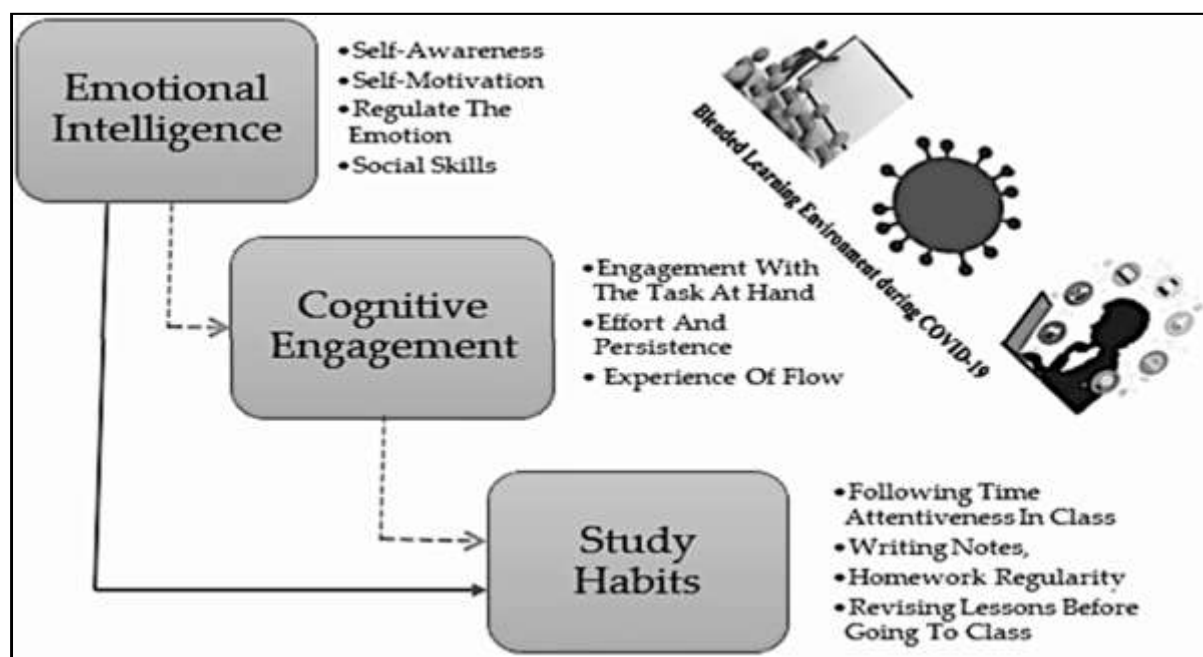 Emotional
Intelligence
•Self-Awareness
•Self-Motivation
•Regulate The
Emotion
•Social Skills
Blended Learning Environment during COVID-19
Cognitive
Engagement
•Engagement With
The Task At Hand
•Effort And
Persistence
• Experience Of Flow
Study
Habits
•Following Time
Attentiveness In Class
•Writing Notes,
•Homework Regularity
•Revising Lessons Before
Going To Class